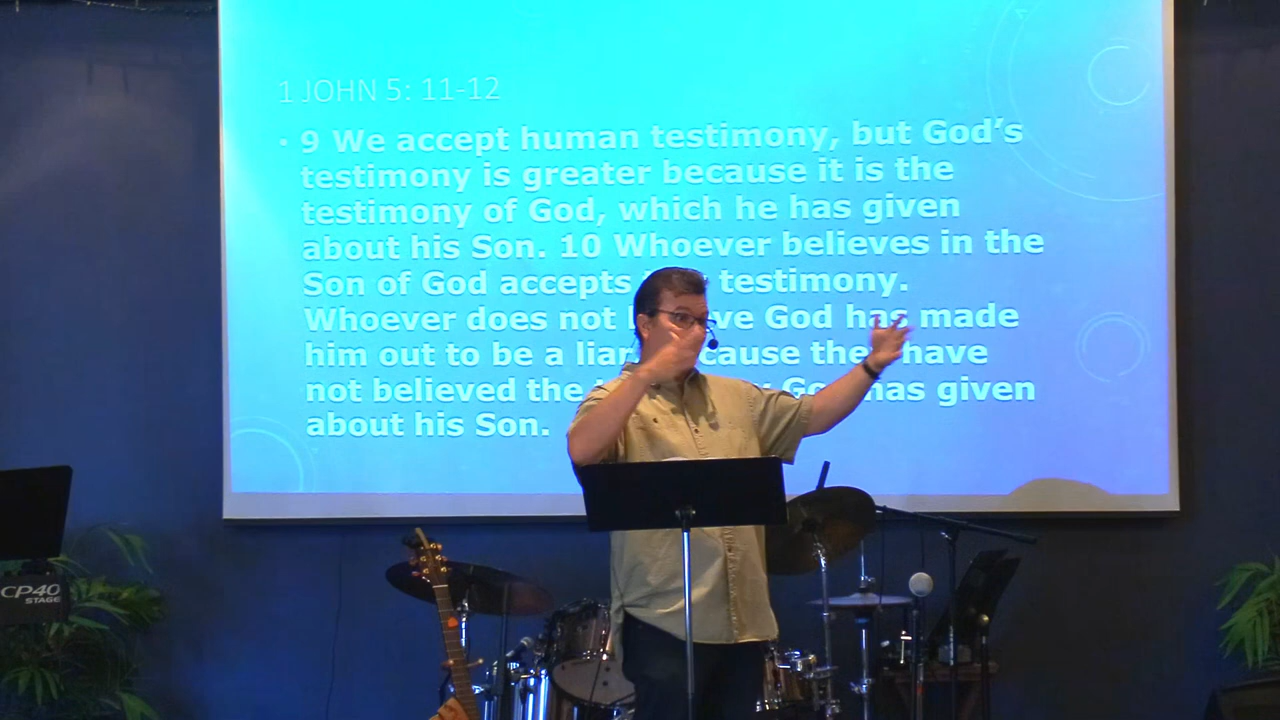 1 JOHN 5: 11-12
· 9 We accept human testimony, but God's
testimony is greater because it is the
testimony of God, which he has given
about his Son. 10 Whoever believes in the
Son of God accepts testimony.
Whoever does not God has made
him out to be a liar they have
not believed the has given
about his Son.
CP40
STAGE